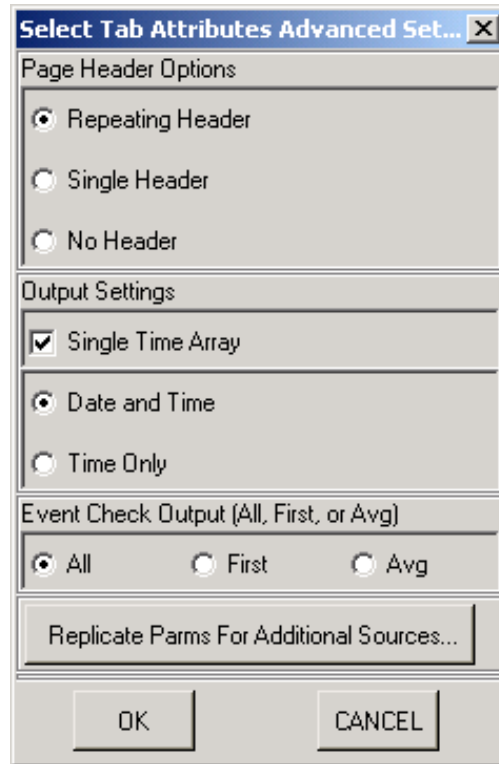 Select Tab Attributes Advanced Set...
Page Header Options
Repeating Header
Single Header
No Header
Output Settings
Single Time Array
Date and Time
Time Only
Event Check Output (All, First, or Avg)
All First Avg
Replicate Parms For Additional Sources...
OK CANCEL